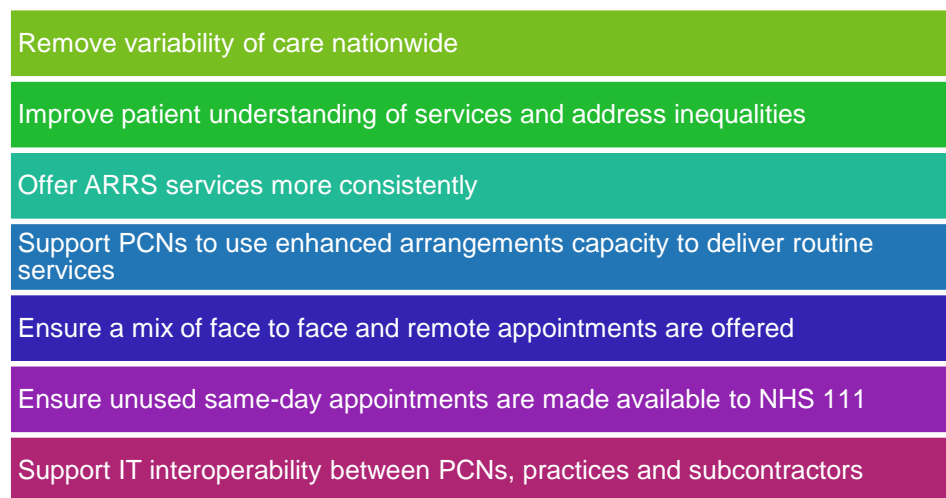 Remove variability of care nationwide
Improve patient understanding of services and address inequalities
Offer ARRS services more consistently
Support PCNs to use enhanced arrangements capacity to deliver routine
services
Ensure a mix of face to face and remote appointments are offered
Ensure unused same-day appointments are made available to NHS 111
Support IT interoperability between PCNs, practices and subcontractors